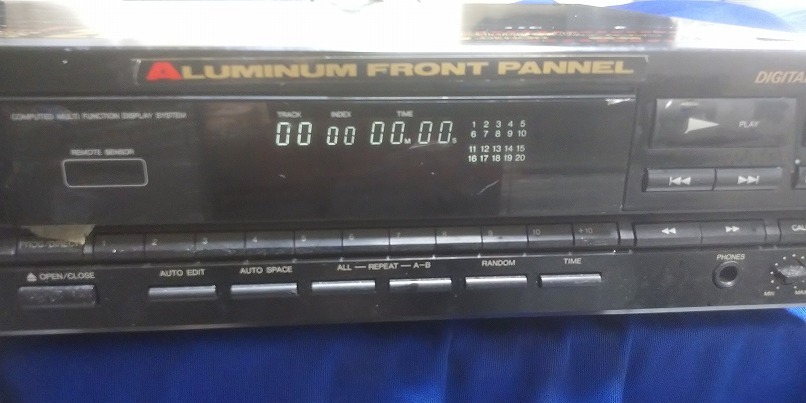 ALUMINUM FRONT PANNEL
DIGITA
COMPUTED MULTI FUNCTION DISPLAY SYSTEM
REMOTE SENSOR
TRACK INDEX TIME
00 00 00M 00S
1 2 3 4 5
6 7 8 9 10
11 12 13 14 15
16 17 18 19 20
PLAY
1 2 3 4 5 6 7 8 9 10 +10
OPEN/CLOSE
AUTO EDIT
AUTO SPACE
ALL — REPEAT — A-B
RANDOM
TIME
PHONES
MIN